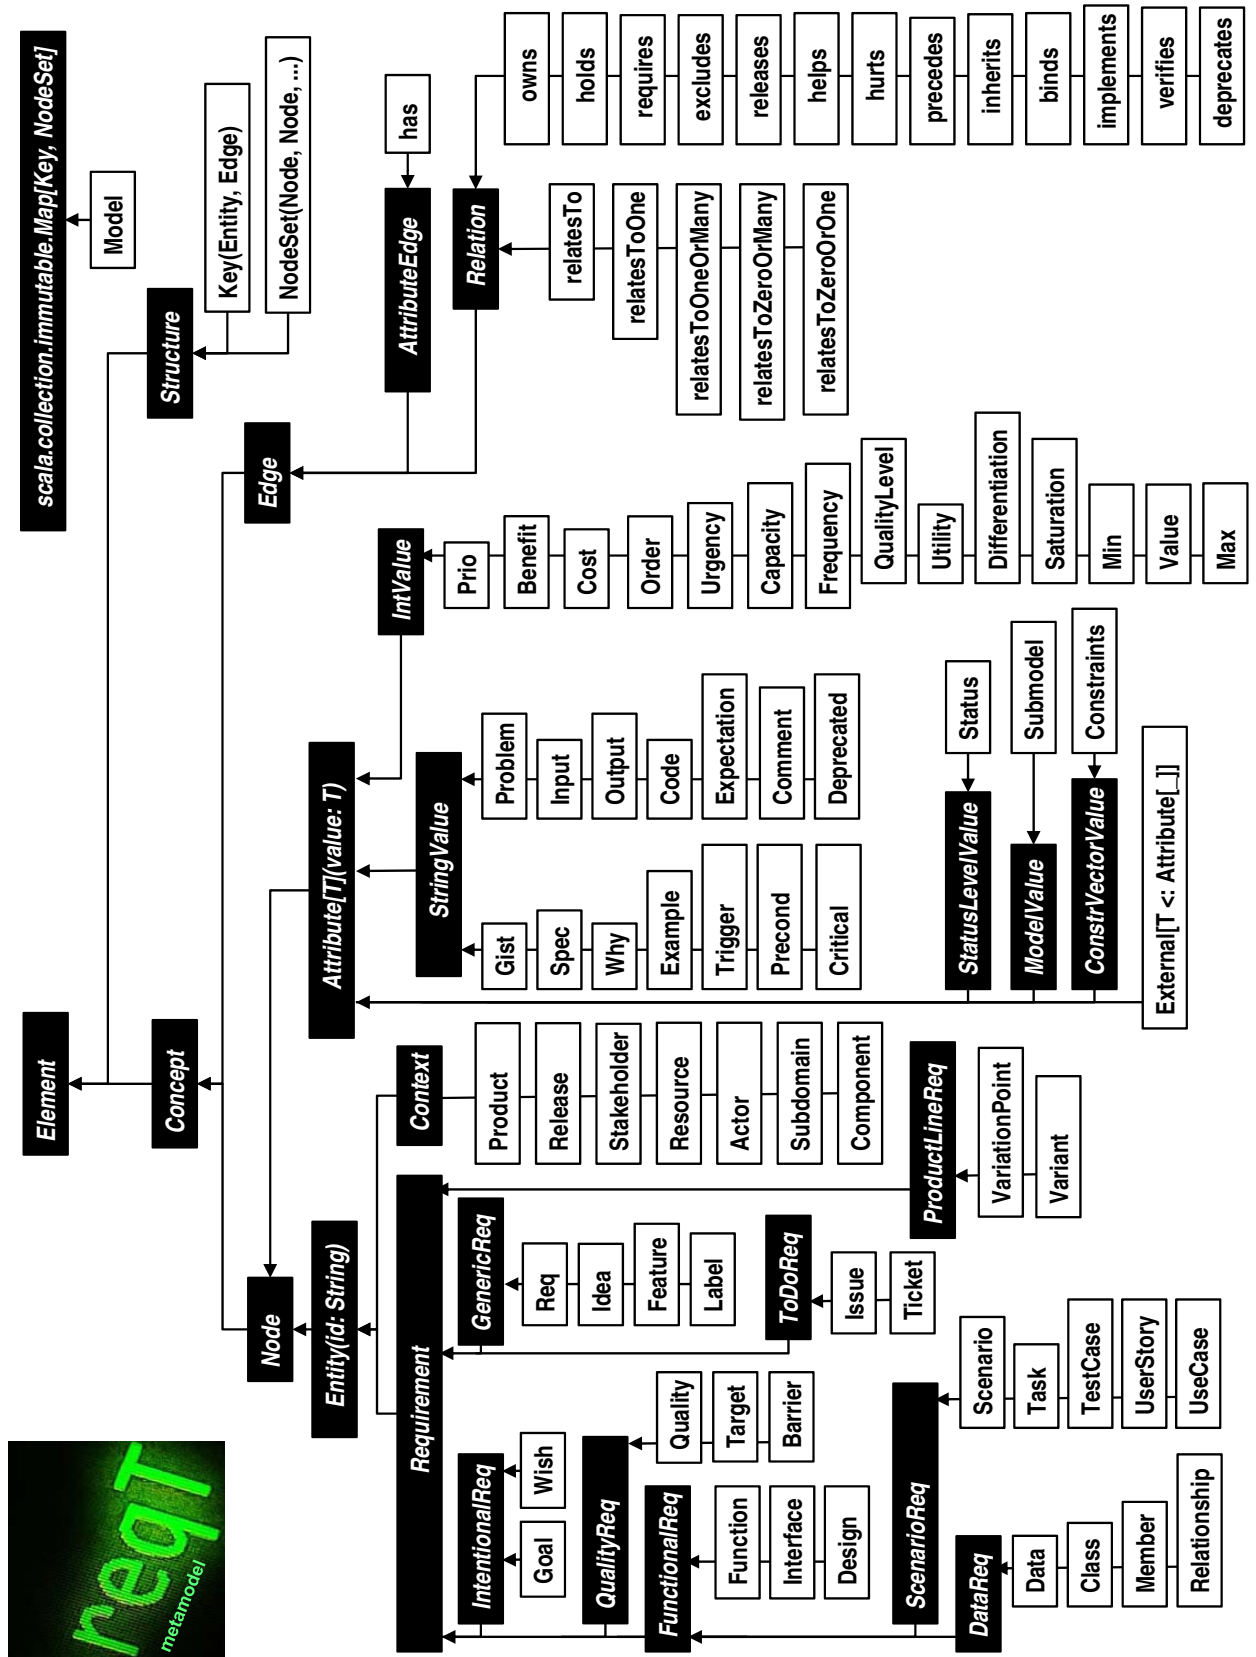 reqT
metamodel
Element
scala.collection.immutable.Map[Key, NodeSet]
Model
Concept
Structure
Key(Entity, Edge)
NodeSet(Node, Node, ...)
Node
Edge
Entity(id: String)
Attribute[T](value: T)
AttributeEdge
has
Relation
Requirement
Context
Product
Release
Stakeholder
Resource
Actor
Subdomain
Component
IntentionalReq
Goal
Wish
QualityReq
Quality
Target
Barrier
FunctionalReq
Function
Interface
Design
GenericReq
Req
Idea
Feature
Label
ToDoReq
Issue
Ticket
ProductLineReq
VariationPoint
Variant
ScenarioReq
Scenario
Task
TestCase
UserStory
UseCase
DataReq
Data
Class
Member
Relationship
StringValue
Gist
Spec
Why
Example
Trigger
Precond
Critical
Problem
Input
Output
Code
Expectation
Comment
Deprecated
IntValue
Prio
Benefit
Cost
Order
Urgency
Capacity
Frequency
QualityLevel
Utility
Differentiation
Saturation
Min
Value
Max
StatusLevelValue
Status
ModelValue
Submodel
ConstrVectorValue
Constraints
External[T <: Attribute[_]]
relatesTo
relatesToOne
relatesToOneOrMany
relatesToZeroOrMany
relatesToZeroOrOne
owns
holds
requires
excludes
releases
helps
hurts
precedes
inherits
binds
implements
verifies
deprecates